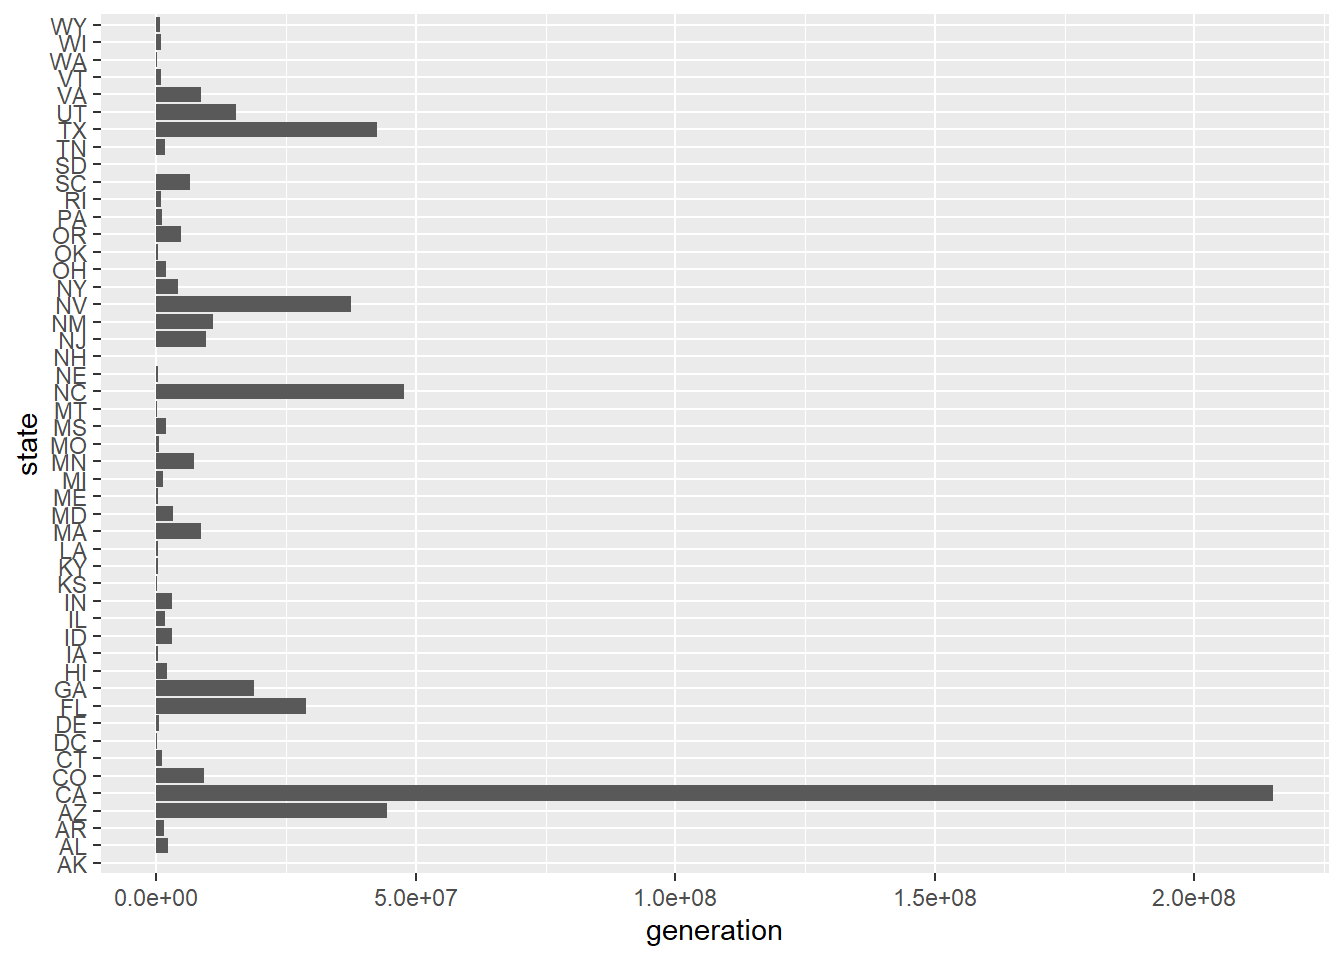 WY
WI
WA
VT
VA
UT
TX
TN
SD
SC
RI
PA
OR
OK
OH
NY
NV
NM
NJ
NH
NE
NC
MT
MS
MO
MN
MI
ME
MD
MA
LA
KY
KS
IN
IL
ID
IA
HI
GA
FL
DE
DC
CT
CO
CA
AZ
AR
AL
AK
state
0.0e+00 5.0e+07 1.0e+08 1.5e+08 2.0e+08
generation